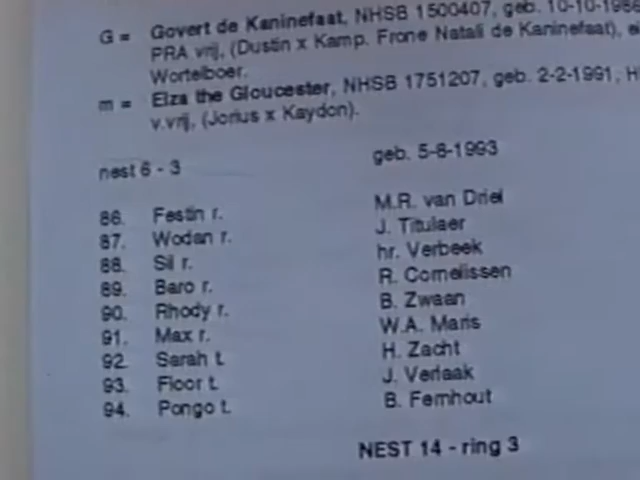 G = Govert de Kaninefaat, NHSB 1500407, geb. 10-10-1986
PRA vrij, (Dustin x Kamp. Frone Natali de Kaninefaat),
Wortelboer.
m = Elza the Gloucester, NHSB 1751207, geb. 2-2-1991, H
v.vrij, (Jorius x Kaydon).
nest 6 - 3 geb. 5-8-1993
86. Festin r. M.R. van Driel
87. Wodan r. J. Titulaer
88. Sil r. hr. Verbeek
89. Baro r. R. Cornelissen
90. Rhody r. B. Zwaan
91. Max r. W.A. Maris
92. Sarah t. H. Zacht
93. Floor t. J. Verlaak
94. Pongo t. B. Fernhout
NEST 14 - ring 3